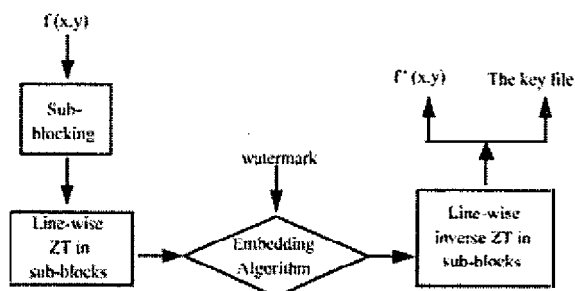 f(x,y)
Sub-
blocking
Line-wise
ZT in
sub-blocks
watermark
Embedding
Algorithm
Line-wise
inverse ZT in
sub-blocks
f'(x,y)
The key file